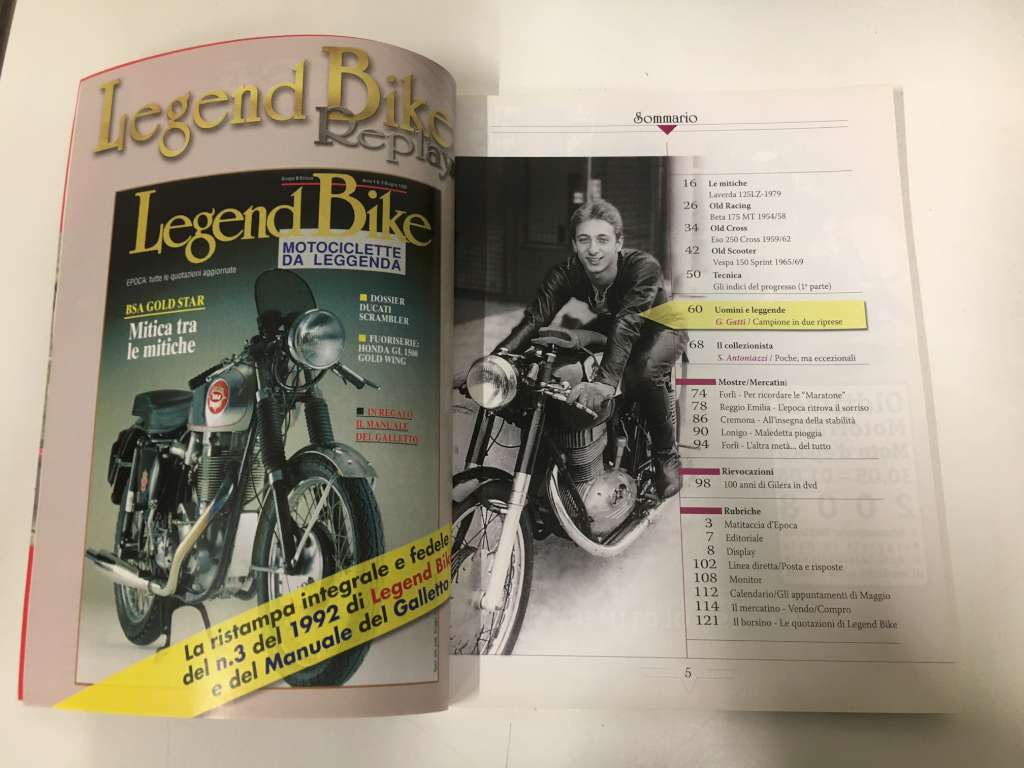 Legend Bike
Replay
Legend Bike
MOTOCICLETTE
DA LEGGENDA
EPOCA: tutte le quotazioni aggiornate
BSA GOLD STAR
Mitica tra
le mitiche
DOSSIER
DUCATI
SCRAMBLER
FUORISERIE:
HONDA GL 1500
GOLD WING
IN REGALO
IL MANUALE
DEL GALLETTO
La ristampa integrale e fedele
del n.3 del 1992 di Legend Bike
e del Manuale del Galletto
Sommario
16 Le mitiche
Laverda 125LZ-1979
26 Old Racing
Beta 175 MT 1954/58
34 Old Cross
Eso 250 Cross 1959/62
42 Old Scooter
Vespa 150 Sprint 1965/69
50 Tecnica
Gli indici del progresso (1ª parte)
60 Uomini e leggende
G. Gatti / Campione in due riprese
68 Il collezionista
S. Antoniazzi / Poche, ma eccezionali
Mostre/Mercatini
74 Forlì - Per ricordare le "Maratone"
78 Reggio Emilia - L'epoca ritrova il sorriso
86 Cremona - All'insegna della stabilità
90 Lonigo - Maledetta pioggia
94 Forlì - L'altra metà... del tutto
Rievocazioni
98 100 anni di Gilera in dvd
Rubriche
3 Matitaccia d'Epoca
7 Editoriale
8 Display
102 Linea diretta/Posta e risposte
108 Monitor
112 Calendario/Gli appuntamenti di Maggio
114 Il mercatino - Vendo/Compro
121 Il borsino - Le quotazioni di Legend Bike
5